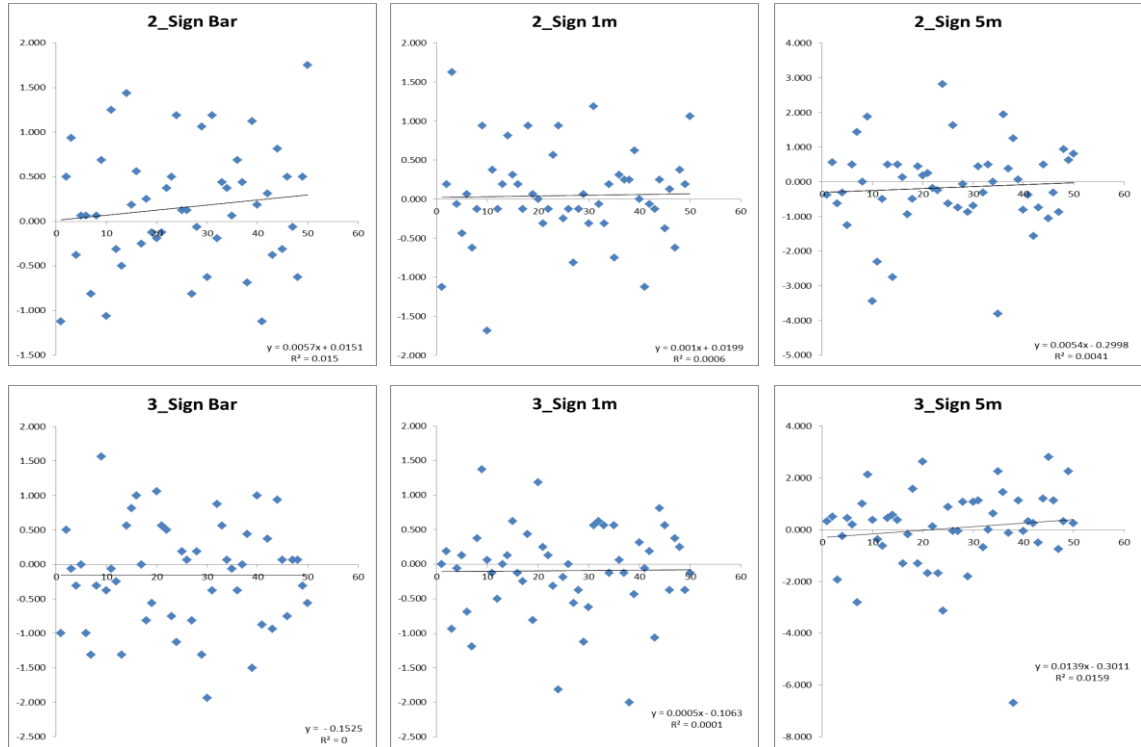 2_Sign Bar
2.000
1.500
1.000
0.500
0.000
-0.500
-1.000
-1.500
0 10 20 30 40 50 60
y = 0.0057x + 0.0151
R² = 0.015
2_Sign 1m
2.000
1.500
1.000
0.500
0.000
-0.500
-1.000
-1.500
-2.000
0 10 20 30 40 50 60
y = 0.001x + 0.0199
R² = 0.0006
2_Sign 5m
4.000
3.000
2.000
1.000
0.000
-1.000
-2.000
-3.000
-4.000
-5.000
0 10 20 30 40 50 60
y = 0.0054x - 0.2998
R² = 0.0041
3_Sign Bar
2.000
1.500
1.000
0.500
0.000
-0.500
-1.000
-1.500
-2.000
-2.500
0 10 20 30 40 50 60
y = - 0.1525
R² = 0
3_Sign 1m
2.000
1.500
1.000
0.500
0.000
-0.500
-1.000
-1.500
-2.000
-2.500
0 10 20 30 40 50 60
y = 0.0005x - 0.1063
R² = 0.0001
3_Sign 5m
4.000
2.000
0.000
-2.000
-4.000
-6.000
-8.000
0 10 20 30 40 50 60
y = 0.0139x - 0.3011
R² = 0.0159